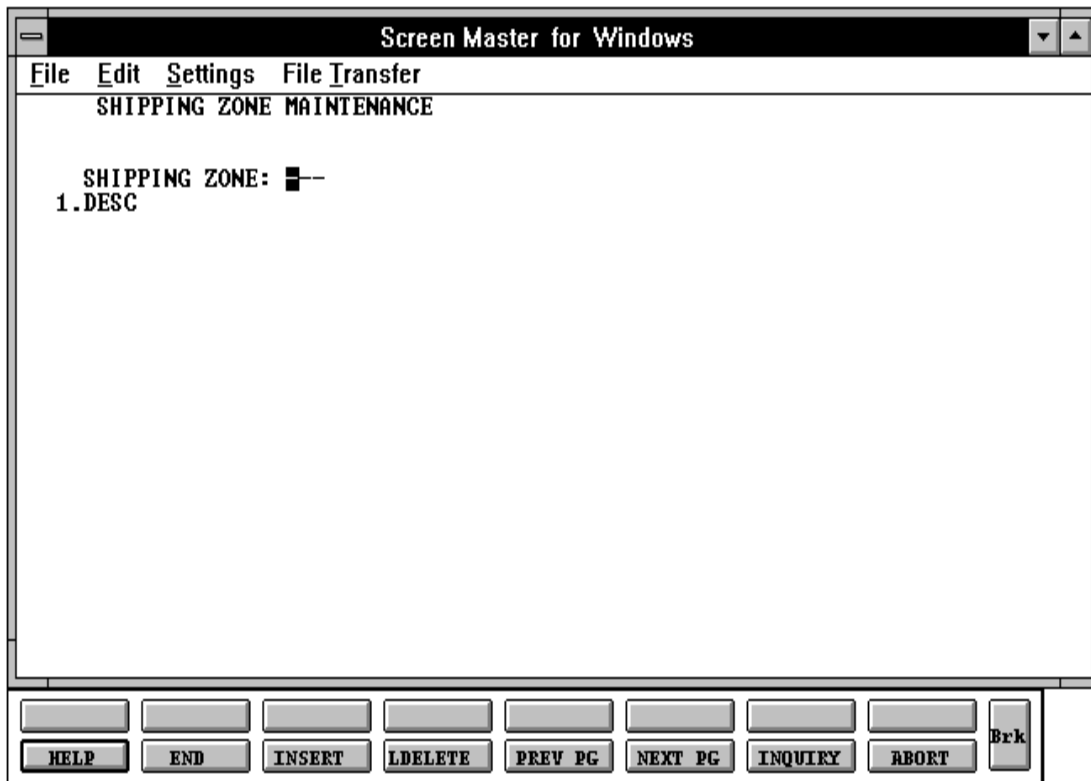 Screen Master for Windows
File Edit Settings File Transfer
SHIPPING ZONE MAINTENANCE
SHIPPING ZONE: ---
1.DESC
HELP END INSERT LDELETE PREV PG NEXT PG INQUIRY ABORT Brk